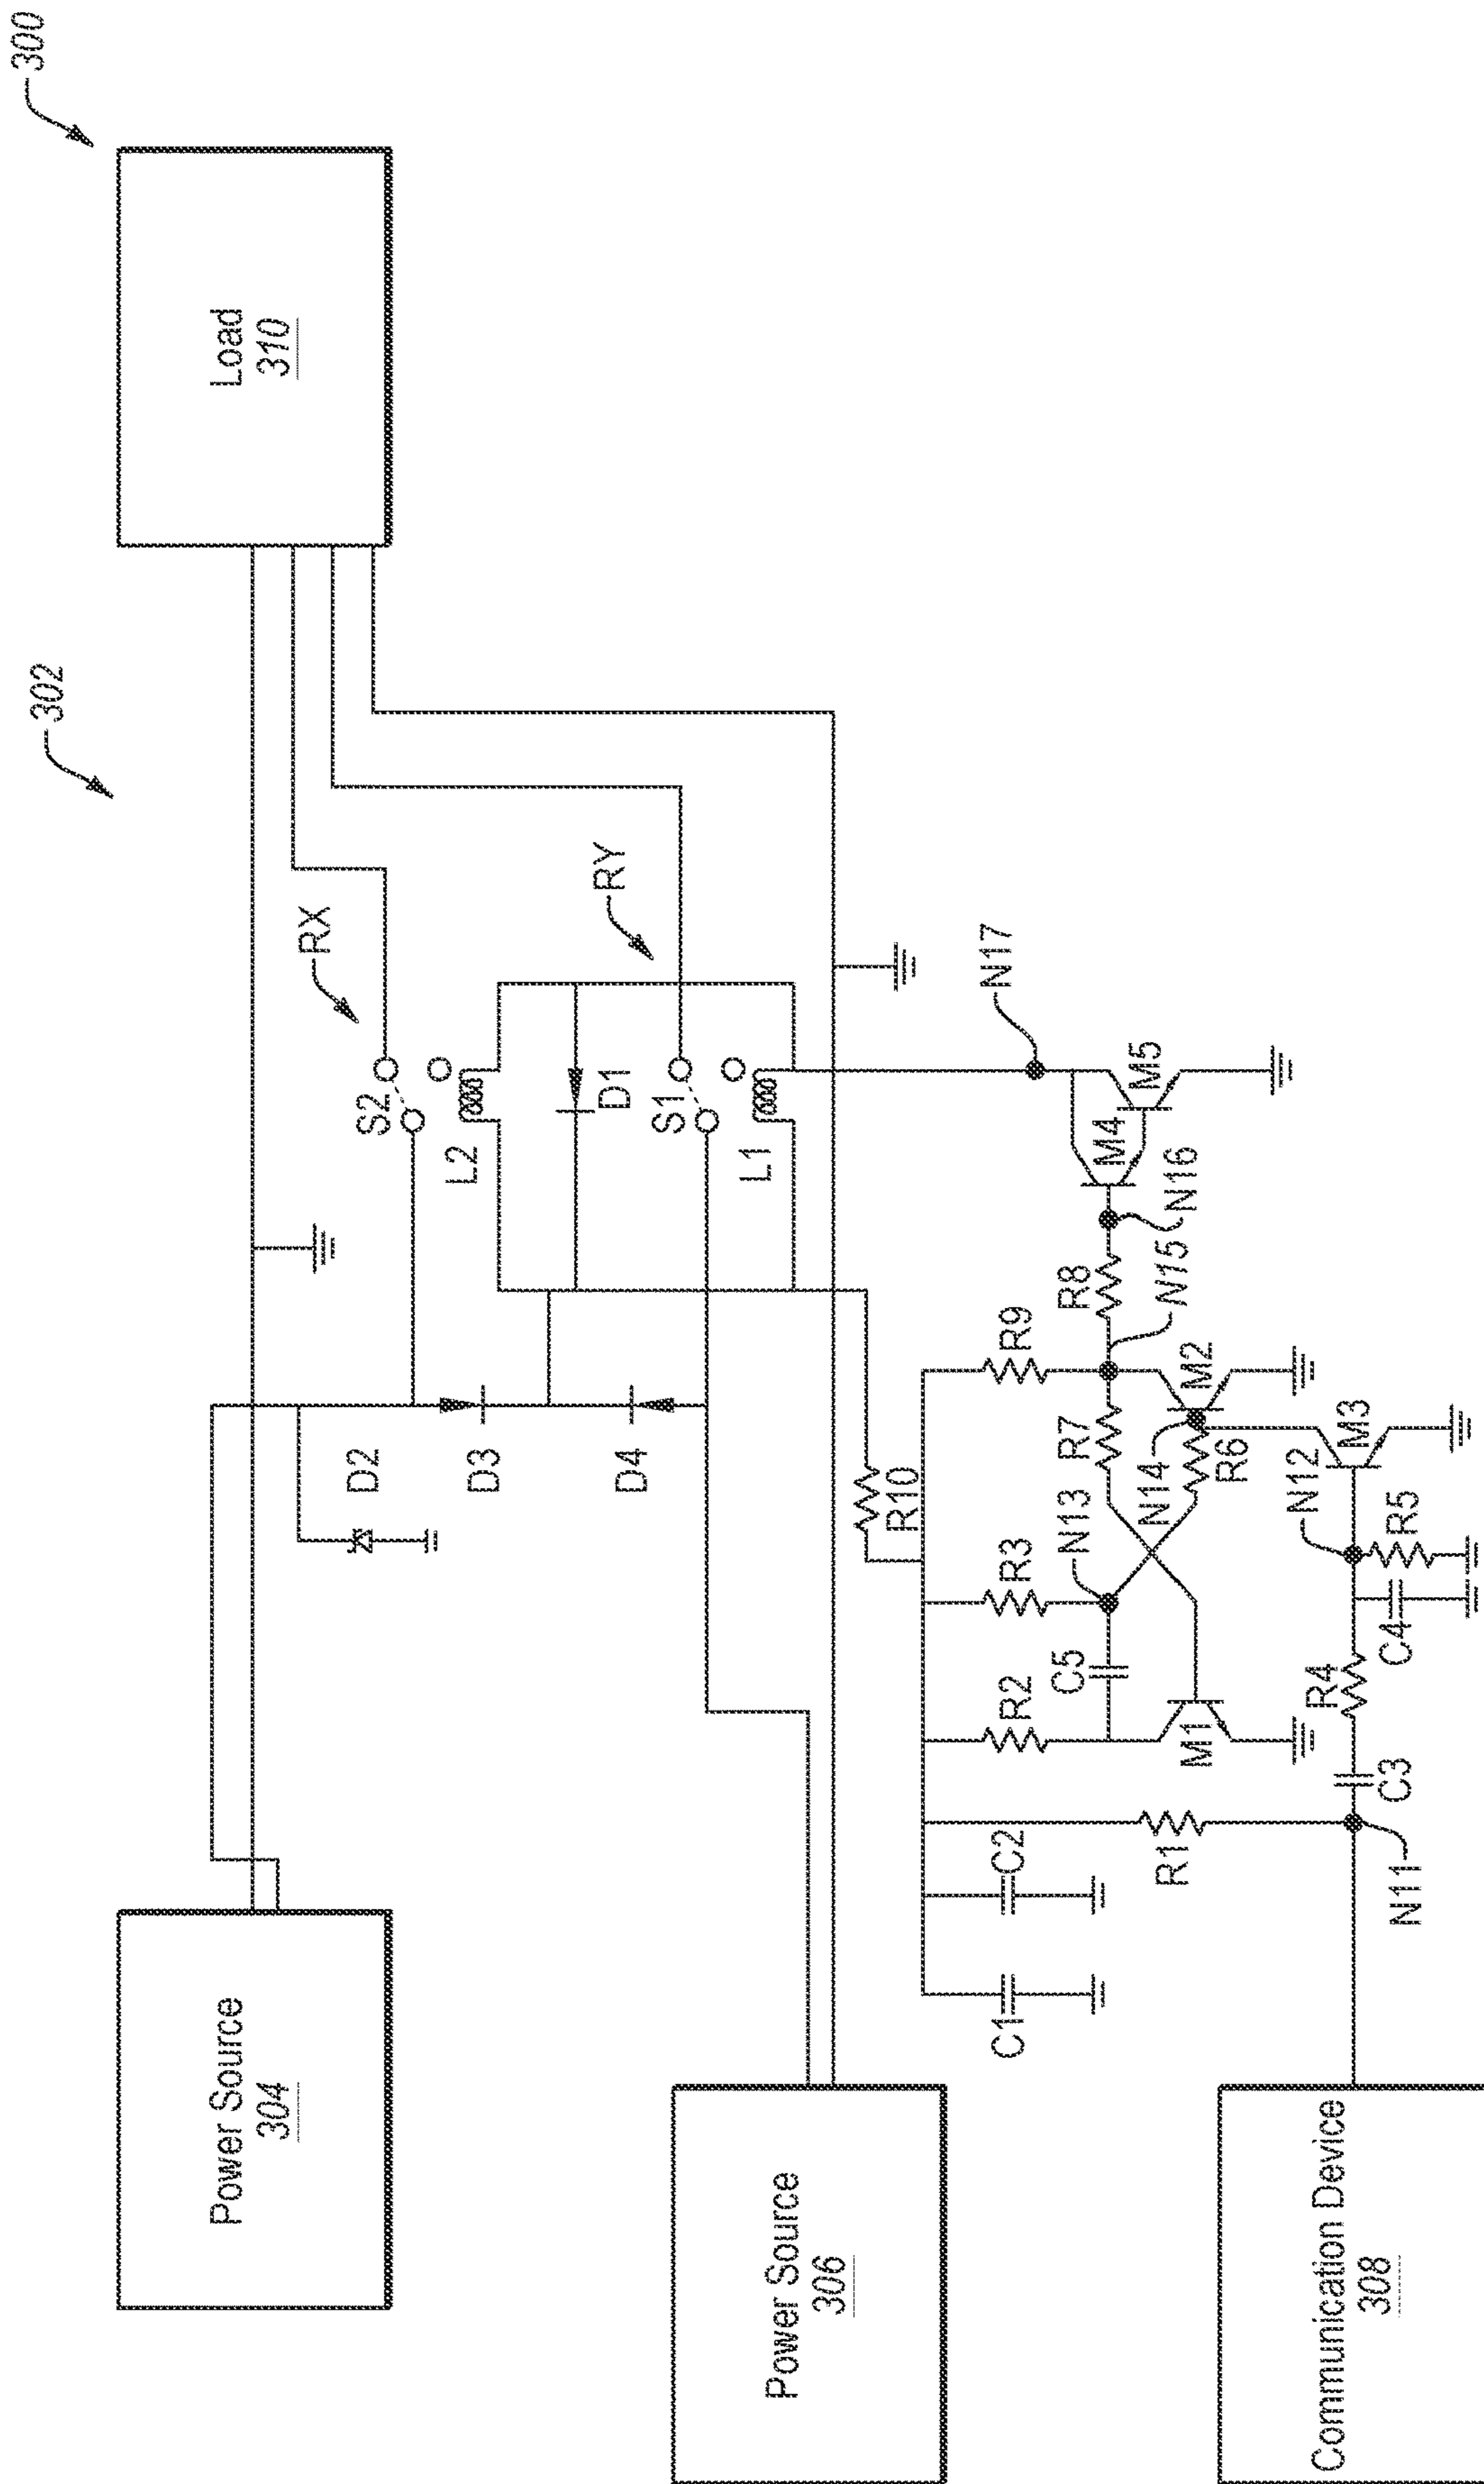 300
302
Load
310
RX
RY
S2
L2
D1
S1
L1
N17
D2
D3
D4
M4
M5
N16
N15
R8
R9
R10
R7
M2
N14
R6
N13
R3
N12
M3
R5
C4
C5
R2
M1
R4
C3
R1
N11
C2
C1
Power Source
304
Power Source
306
Communication Device
308